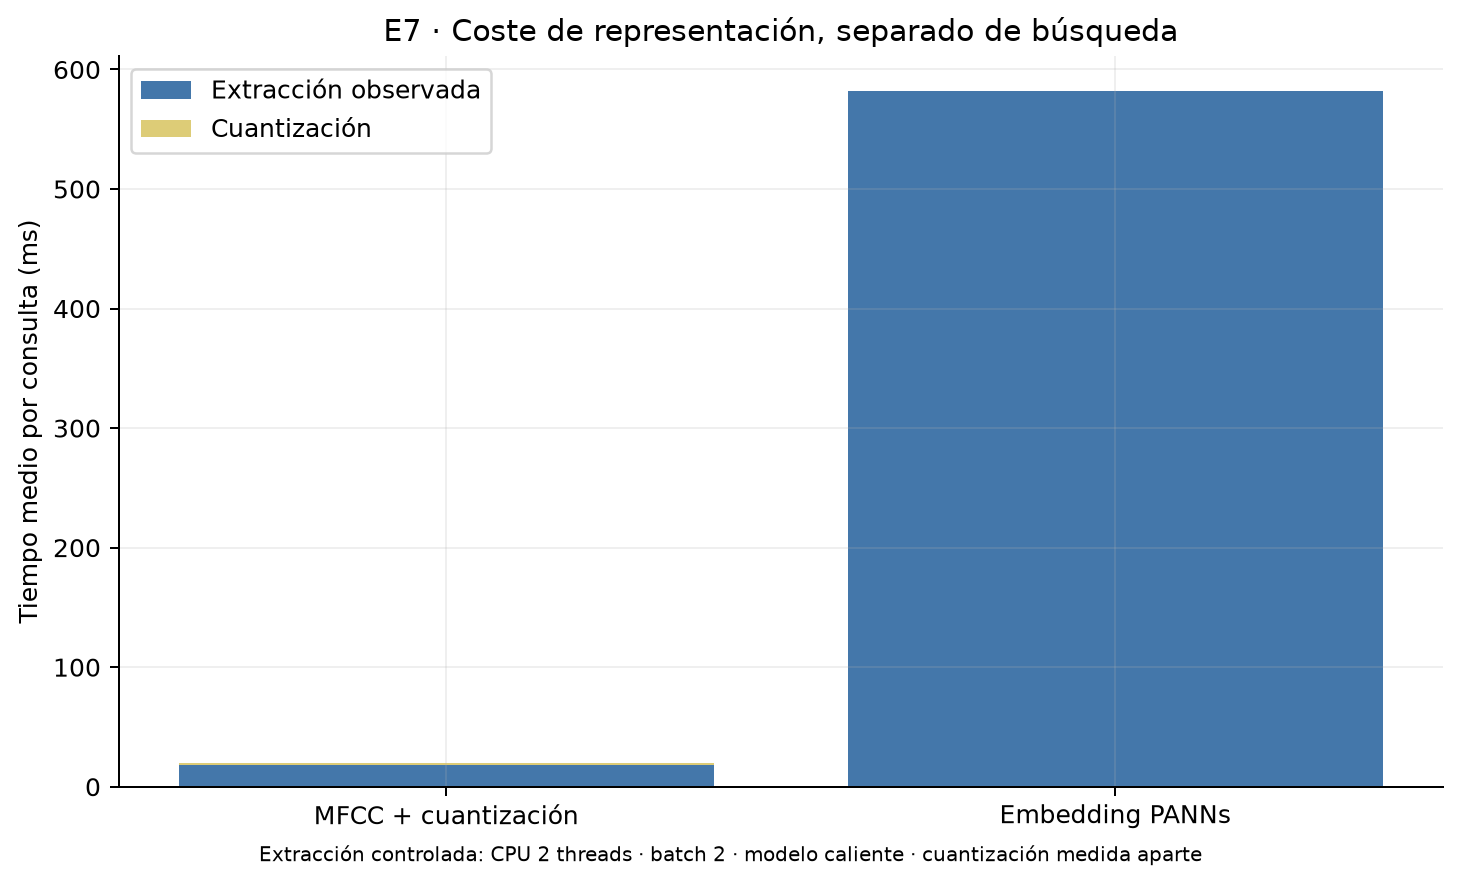 E7 · Coste de representación, separado de búsqueda
Extracción observada
Cuantización
Tiempo medio por consulta (ms)
600
500
400
300
200
100
0
MFCC + cuantización
Embedding PANNs
Extracción controlada: CPU 2 threads · batch 2 · modelo caliente · cuantización medida aparte